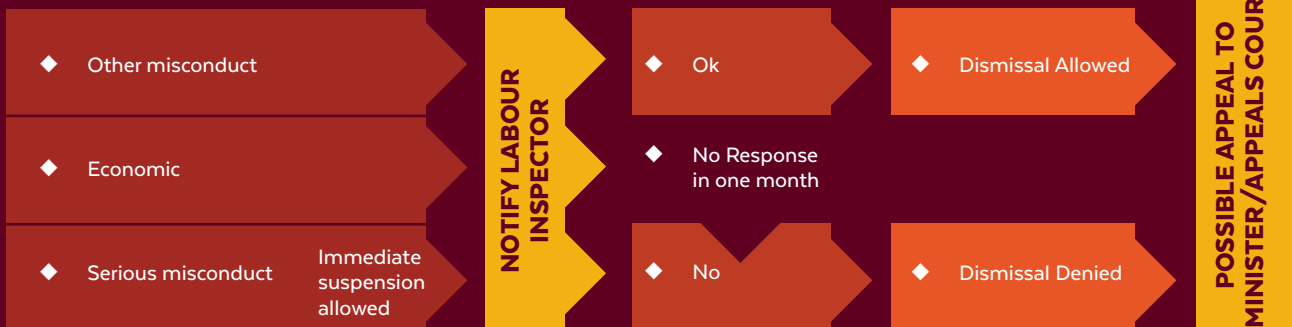 Other misconduct
Economic
Serious misconduct
Immediate
suspension
allowed
NOTIFY LABOUR
INSPECTOR
Ok
No Response
in one month
No
Dismissal Allowed
Dismissal Denied
POSSIBLE APPEAL TO
MINISTER/APPEALS COUR